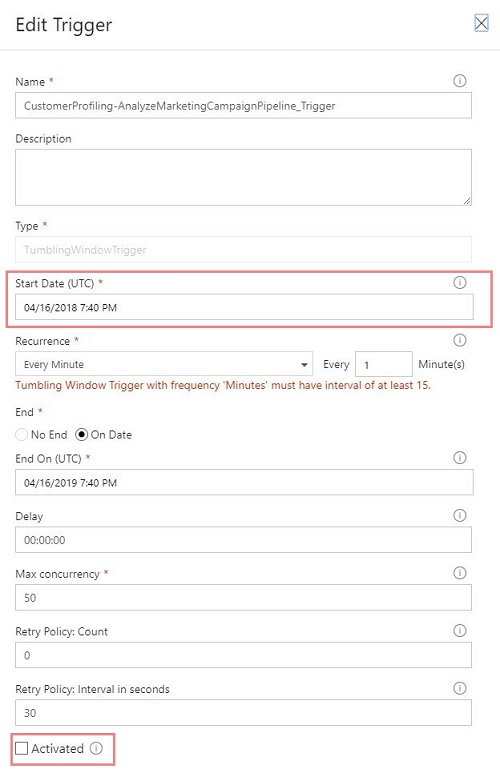 Edit Trigger
Name *
CustomerProfiling-AnalyzeMarketingCampaignPipeline_Trigger
Description
Type *
TumblingWindowTrigger
Start Date (UTC) *
04/16/2018 7:40 PM
Recurrence *
Every Minute Every 1 Minute(s)
Tumbling Window Trigger with frequency 'Minutes' must have interval of at least 15.
End *
No End On Date
End On (UTC) *
04/16/2019 7:40 PM
Delay
00:00:00
Max concurrency *
50
Retry Policy: Count
0
Retry Policy: Interval in seconds
30
Activated